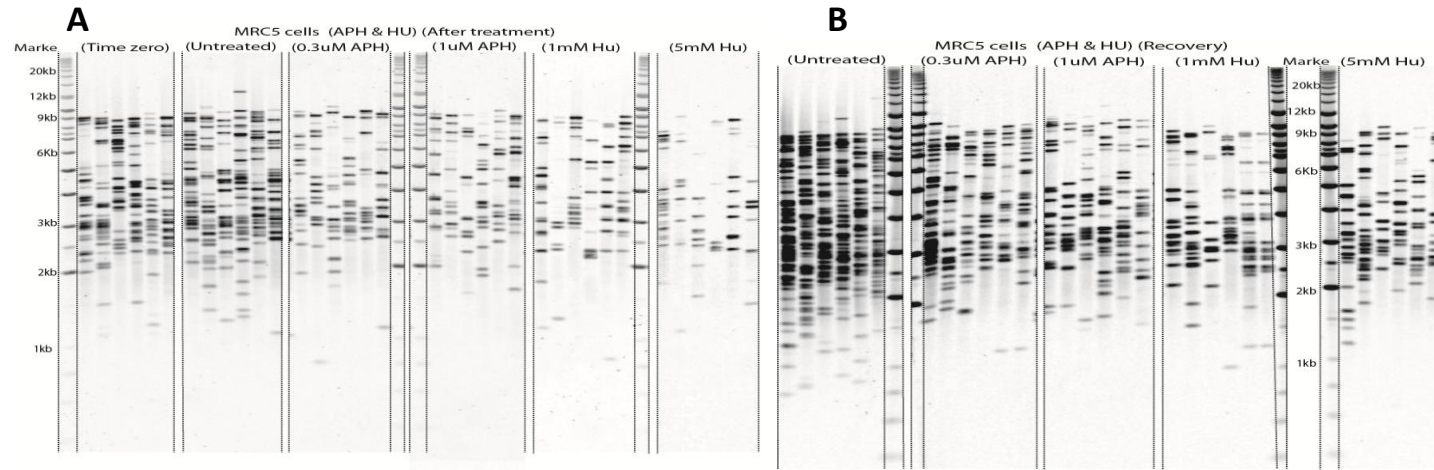 A
MRC5 cells (APH & HU) (After treatment)
Marke (Time zero) (Untreated) (0.3uM APH) (1uM APH) (1mM Hu) (5mM Hu)
20kb
12kb
9kb
6Kb
3kb
2kb
1kb
B
MRC5 cells (APH & HU) (Recovery)
(Untreated) (0.3uM APH) (1uM APH) (1mM Hu) Marke (5mM Hu)
20kb
12kb
9kb
6Kb
3kb
2kb
1kb